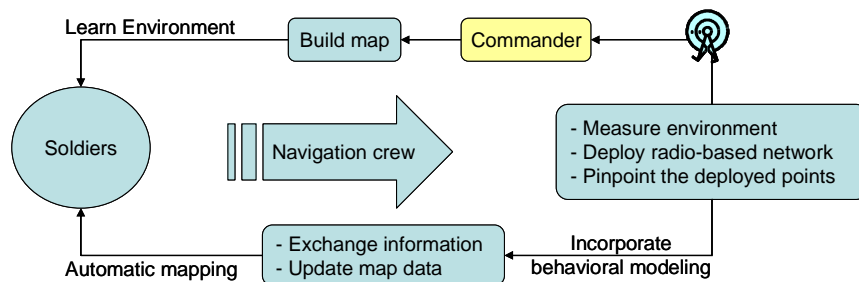 Learn Environment
Build map
Commander
Soldiers
Navigation crew
- Measure environment
- Deploy radio-based network
- Pinpoint the deployed points
- Exchange information
- Update map data
Automatic mapping
Incorporate
behavioral modeling